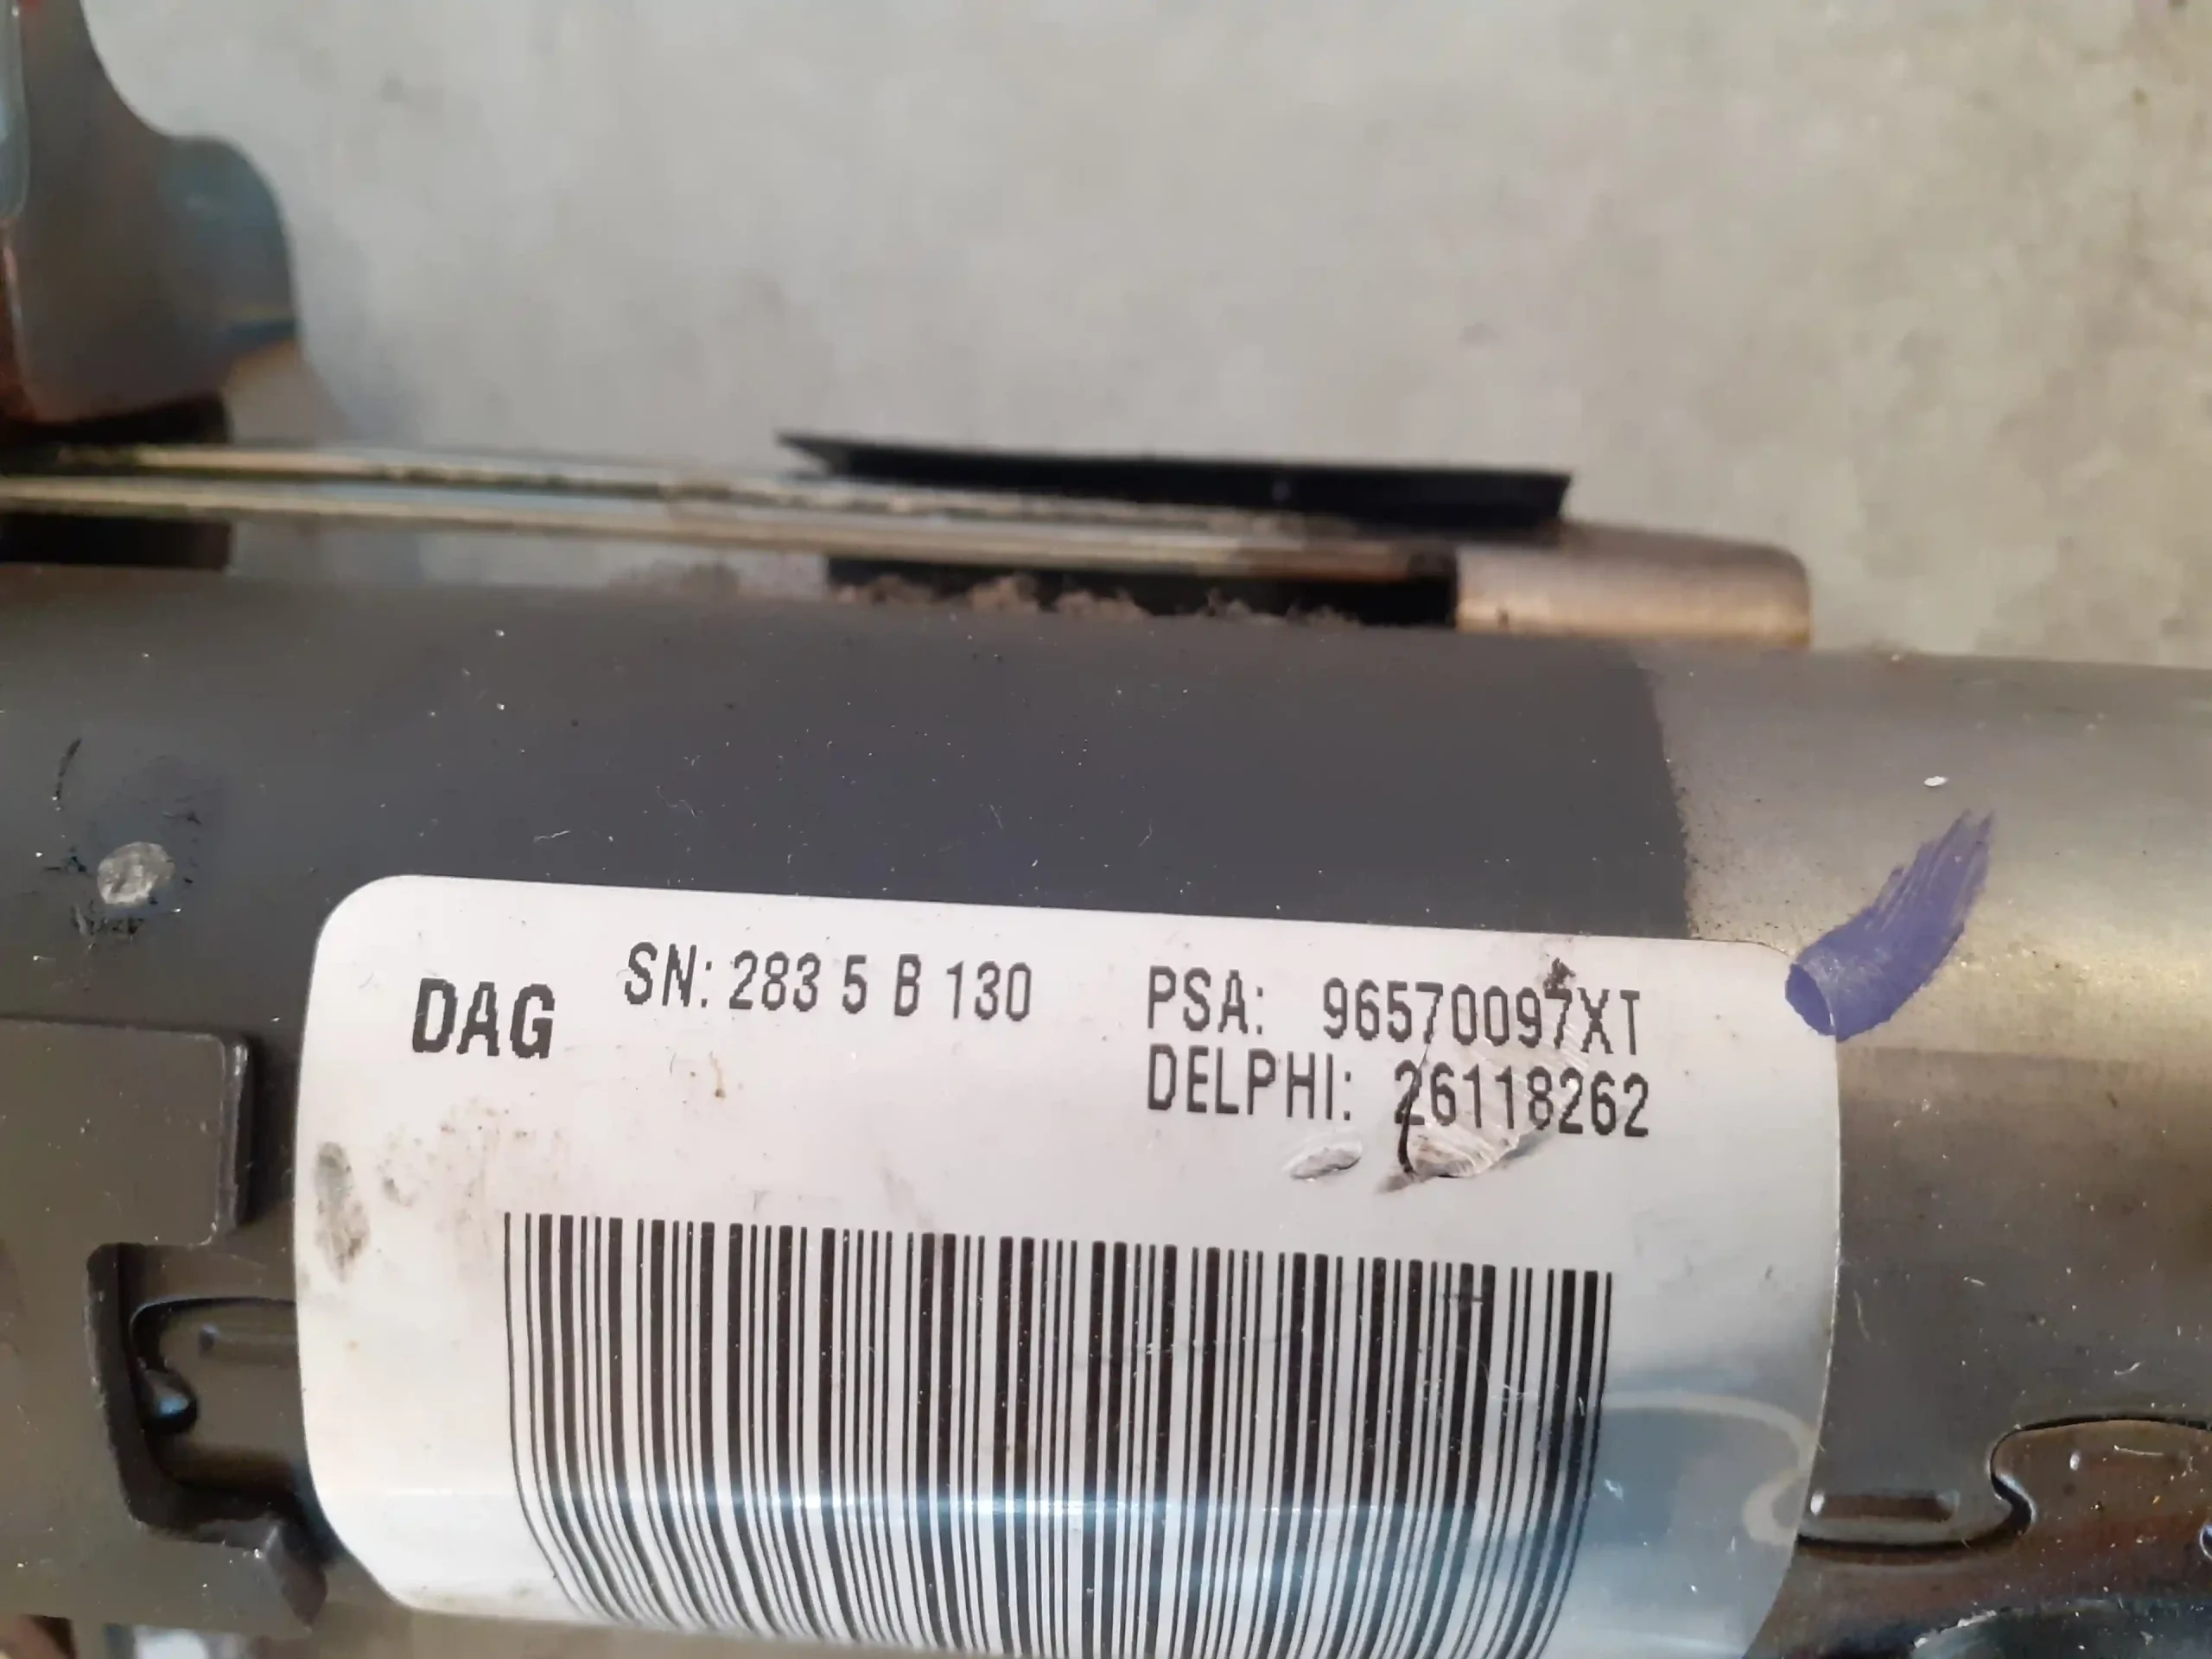 DAG
SN: 283 5 B 130
PSA: 96570097XT
DELPHI: 26118262